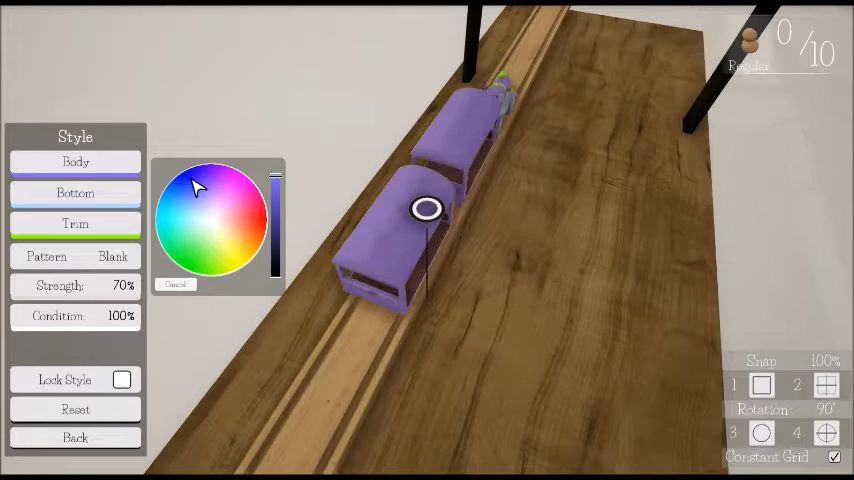 0/10
Regular
Style
Body
Bottom
Trim
Pattern Blank
Strength: 70%
Condition: 100%
Cancel
Lock Style
Reset
Back
Snap 100%
1 2
Rotation 90°
3 4
Constant Grid